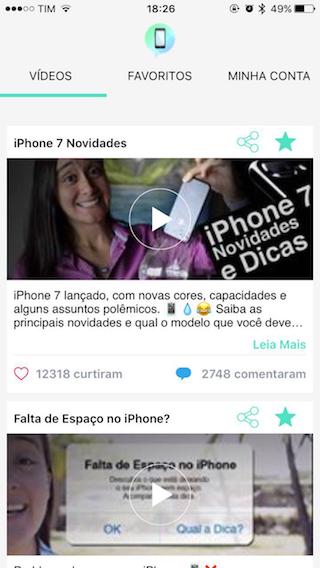 TIM 18:26 49%
VÍDEOS FAVORITOS MINHA CONTA
iPhone 7 Novidades
iPhone 7
Novidades
e Dicas
iPhone 7 lançado, com novas cores, capacidades e
alguns assuntos polêmicos. 📱💧😂 Saiba as
principais novidades e qual o modelo que você deve...
Leia Mais
12318 curtiram 2748 comentaram
Falta de Espaço no iPhone?
Falta de Espaço no iPhone
OK Qual a Dica?